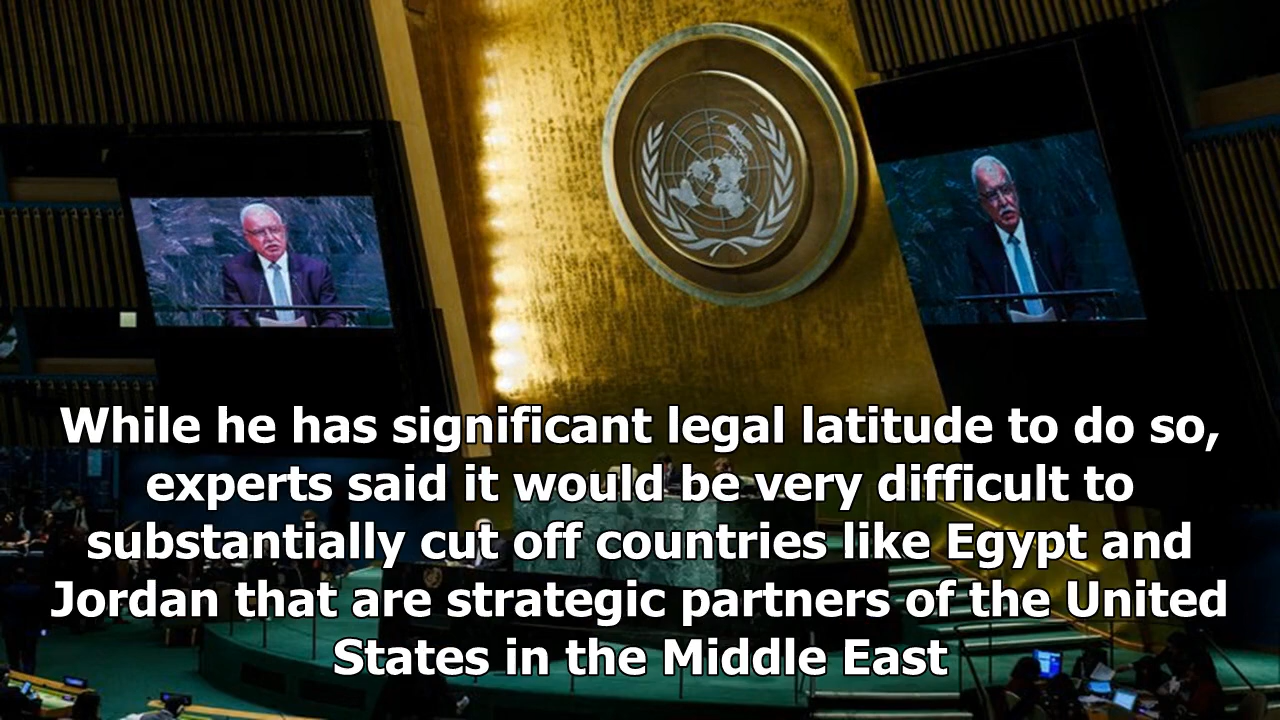 While he has significant legal latitude to do so,
experts said it would be very difficult to
substantially cut off countries like Egypt and
Jordan that are strategic partners of the United
States in the Middle East